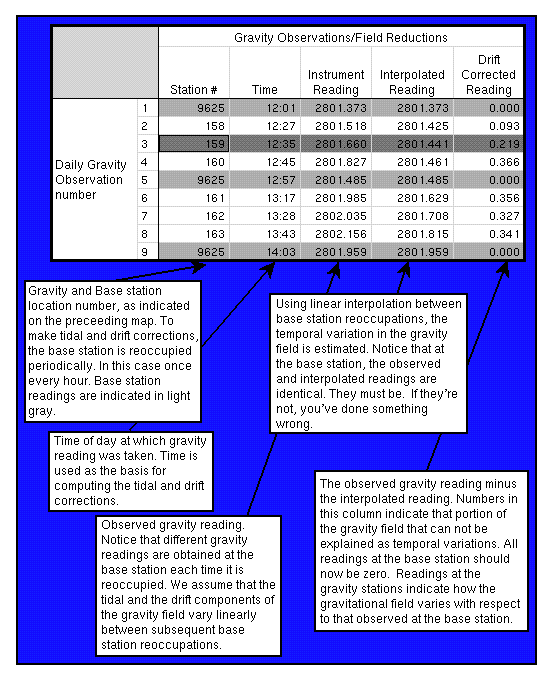 Gravity Observations/Field Reductions
Station # Time Instrument Reading Interpolated Reading Drift Corrected Reading
Daily Gravity Observation number
1 9625 12:01 2801.373 2801.373 0.000
2 158 12:27 2801.518 2801.425 0.093
3 159 12:35 2801.660 2801.441 0.219
4 160 12:45 2801.827 2801.461 0.366
5 9625 12:57 2801.485 2801.485 0.000
6 161 13:17 2801.985 2801.629 0.356
7 162 13:28 2802.035 2801.708 0.327
8 163 13:43 2802.156 2801.815 0.341
9 9625 14:03 2801.959 2801.959 0.000
Gravity and Base station
location number, as indicated
on the preceeding map. To
make tidal and drift corrections,
the base station is reoccupied
periodically. In this case once
every hour. Base station
readings are indicated in light
gray.
Using linear interpolation between
base station reoccupations, the
temporal variation in the gravity
field is estimated. Notice that at
the base station, the observed
and interpolated readings are
identical. They must be. If they're
not, you've done something
wrong.
Time of day at which gravity
reading was taken. Time is
used as the basis for
computing the tidal and drift
corrections.
The observed gravity reading minus
the interpolated reading. Numbers in
this column indicate that portion of
the gravity field that can not be
explained as temporal variations. All
readings at the base station should
now be zero. Readings at the
gravity stations indicate how the
gravitational field varies with respect
to that observed at the base station.
Observed gravity reading.
Notice that different gravity
readings are obtained at the
base station each time it is
reoccupied. We assume that the
tidal and the drift components of
the gravity field vary linearly
between subsequent base
station reoccupations.